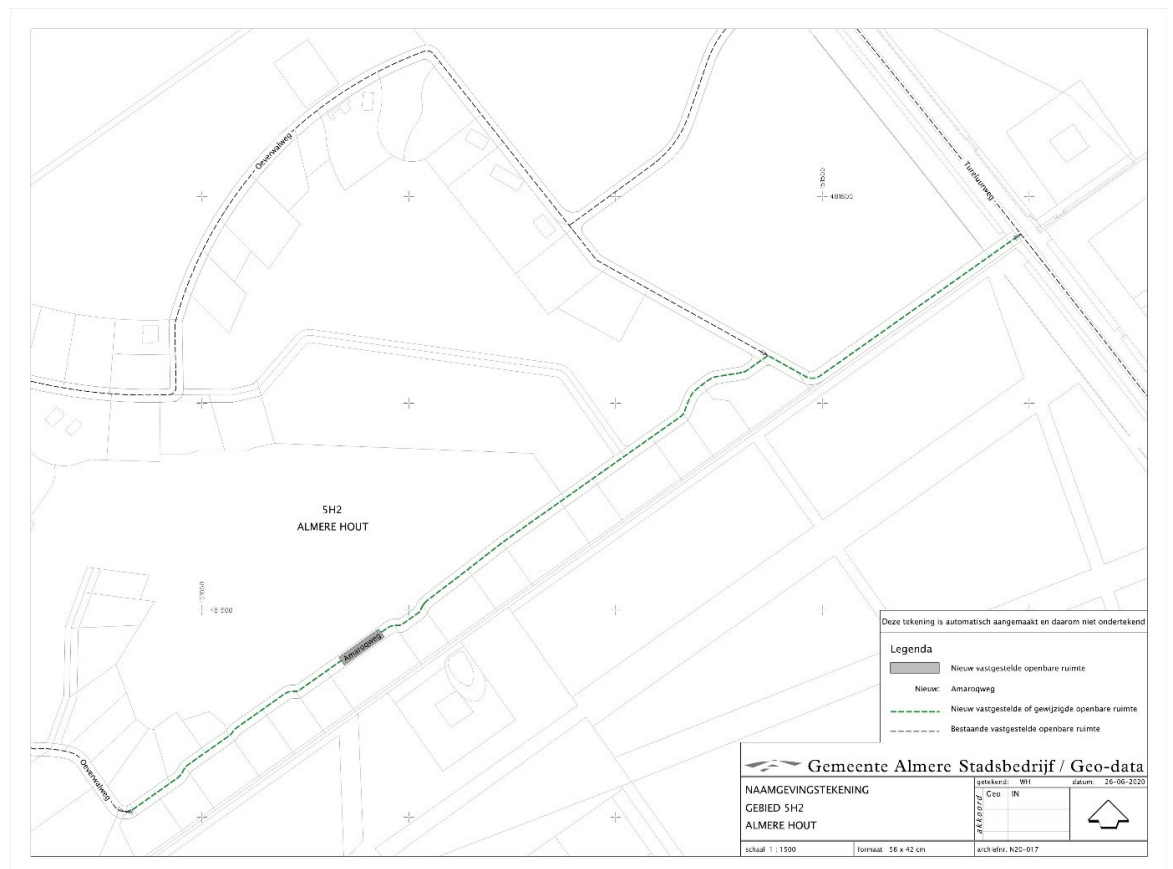 Oeverwalweg
Tureluurweg
481800
5H2
ALMERE HOUT
Amaroqweg
Oeverwalweg
Deze tekening is automatisch aangemaakt en daarom niet ondertekend
Legenda
Nieuw vastgestelde openbare ruimte
Nieuw: Amaroqweg
Nieuw vastgestelde of gewijzigde openbare ruimte
Bestaande vastgestelde openbare ruimte
Gemeente Almere Stadsbedrijf / Geo-data
NAAMGEVINGSTEKENING
GEBIED 5H2
ALMERE HOUT
getekend: WH datum: 26-06-2020
akkoord
Geo IN
schaal 1 : 1500 formaat 56 x 42 cm archiefnr. N20-017